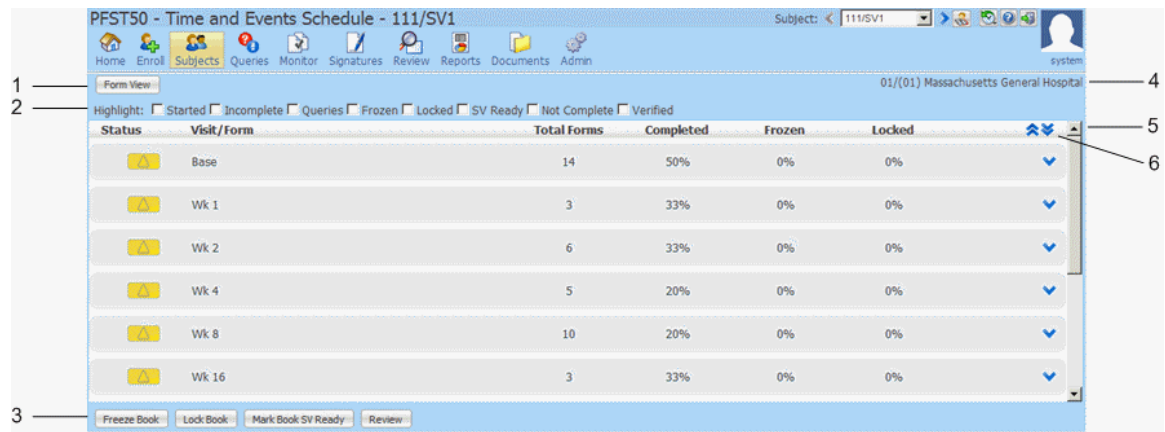 PFST50 - Time and Events Schedule - 111/SV1 Subject: 111/SV1
Home Enroll Subjects Queries Monitor Signatures Review Reports Documents Admin system
1 Form View 01/(01) Massachusetts General Hospital 4
2 Highlight: Started Incomplete Queries Frozen Locked SV Ready Not Complete Verified
Status Visit/Form Total Forms Completed Frozen Locked 5
6
Base 14 50% 0% 0%
Wk 1 3 33% 0% 0%
Wk 2 6 33% 0% 0%
Wk 4 5 20% 0% 0%
Wk 8 10 20% 0% 0%
Wk 16 3 33% 0% 0%
3 Freeze Book Lock Book Mark Book SV Ready Review